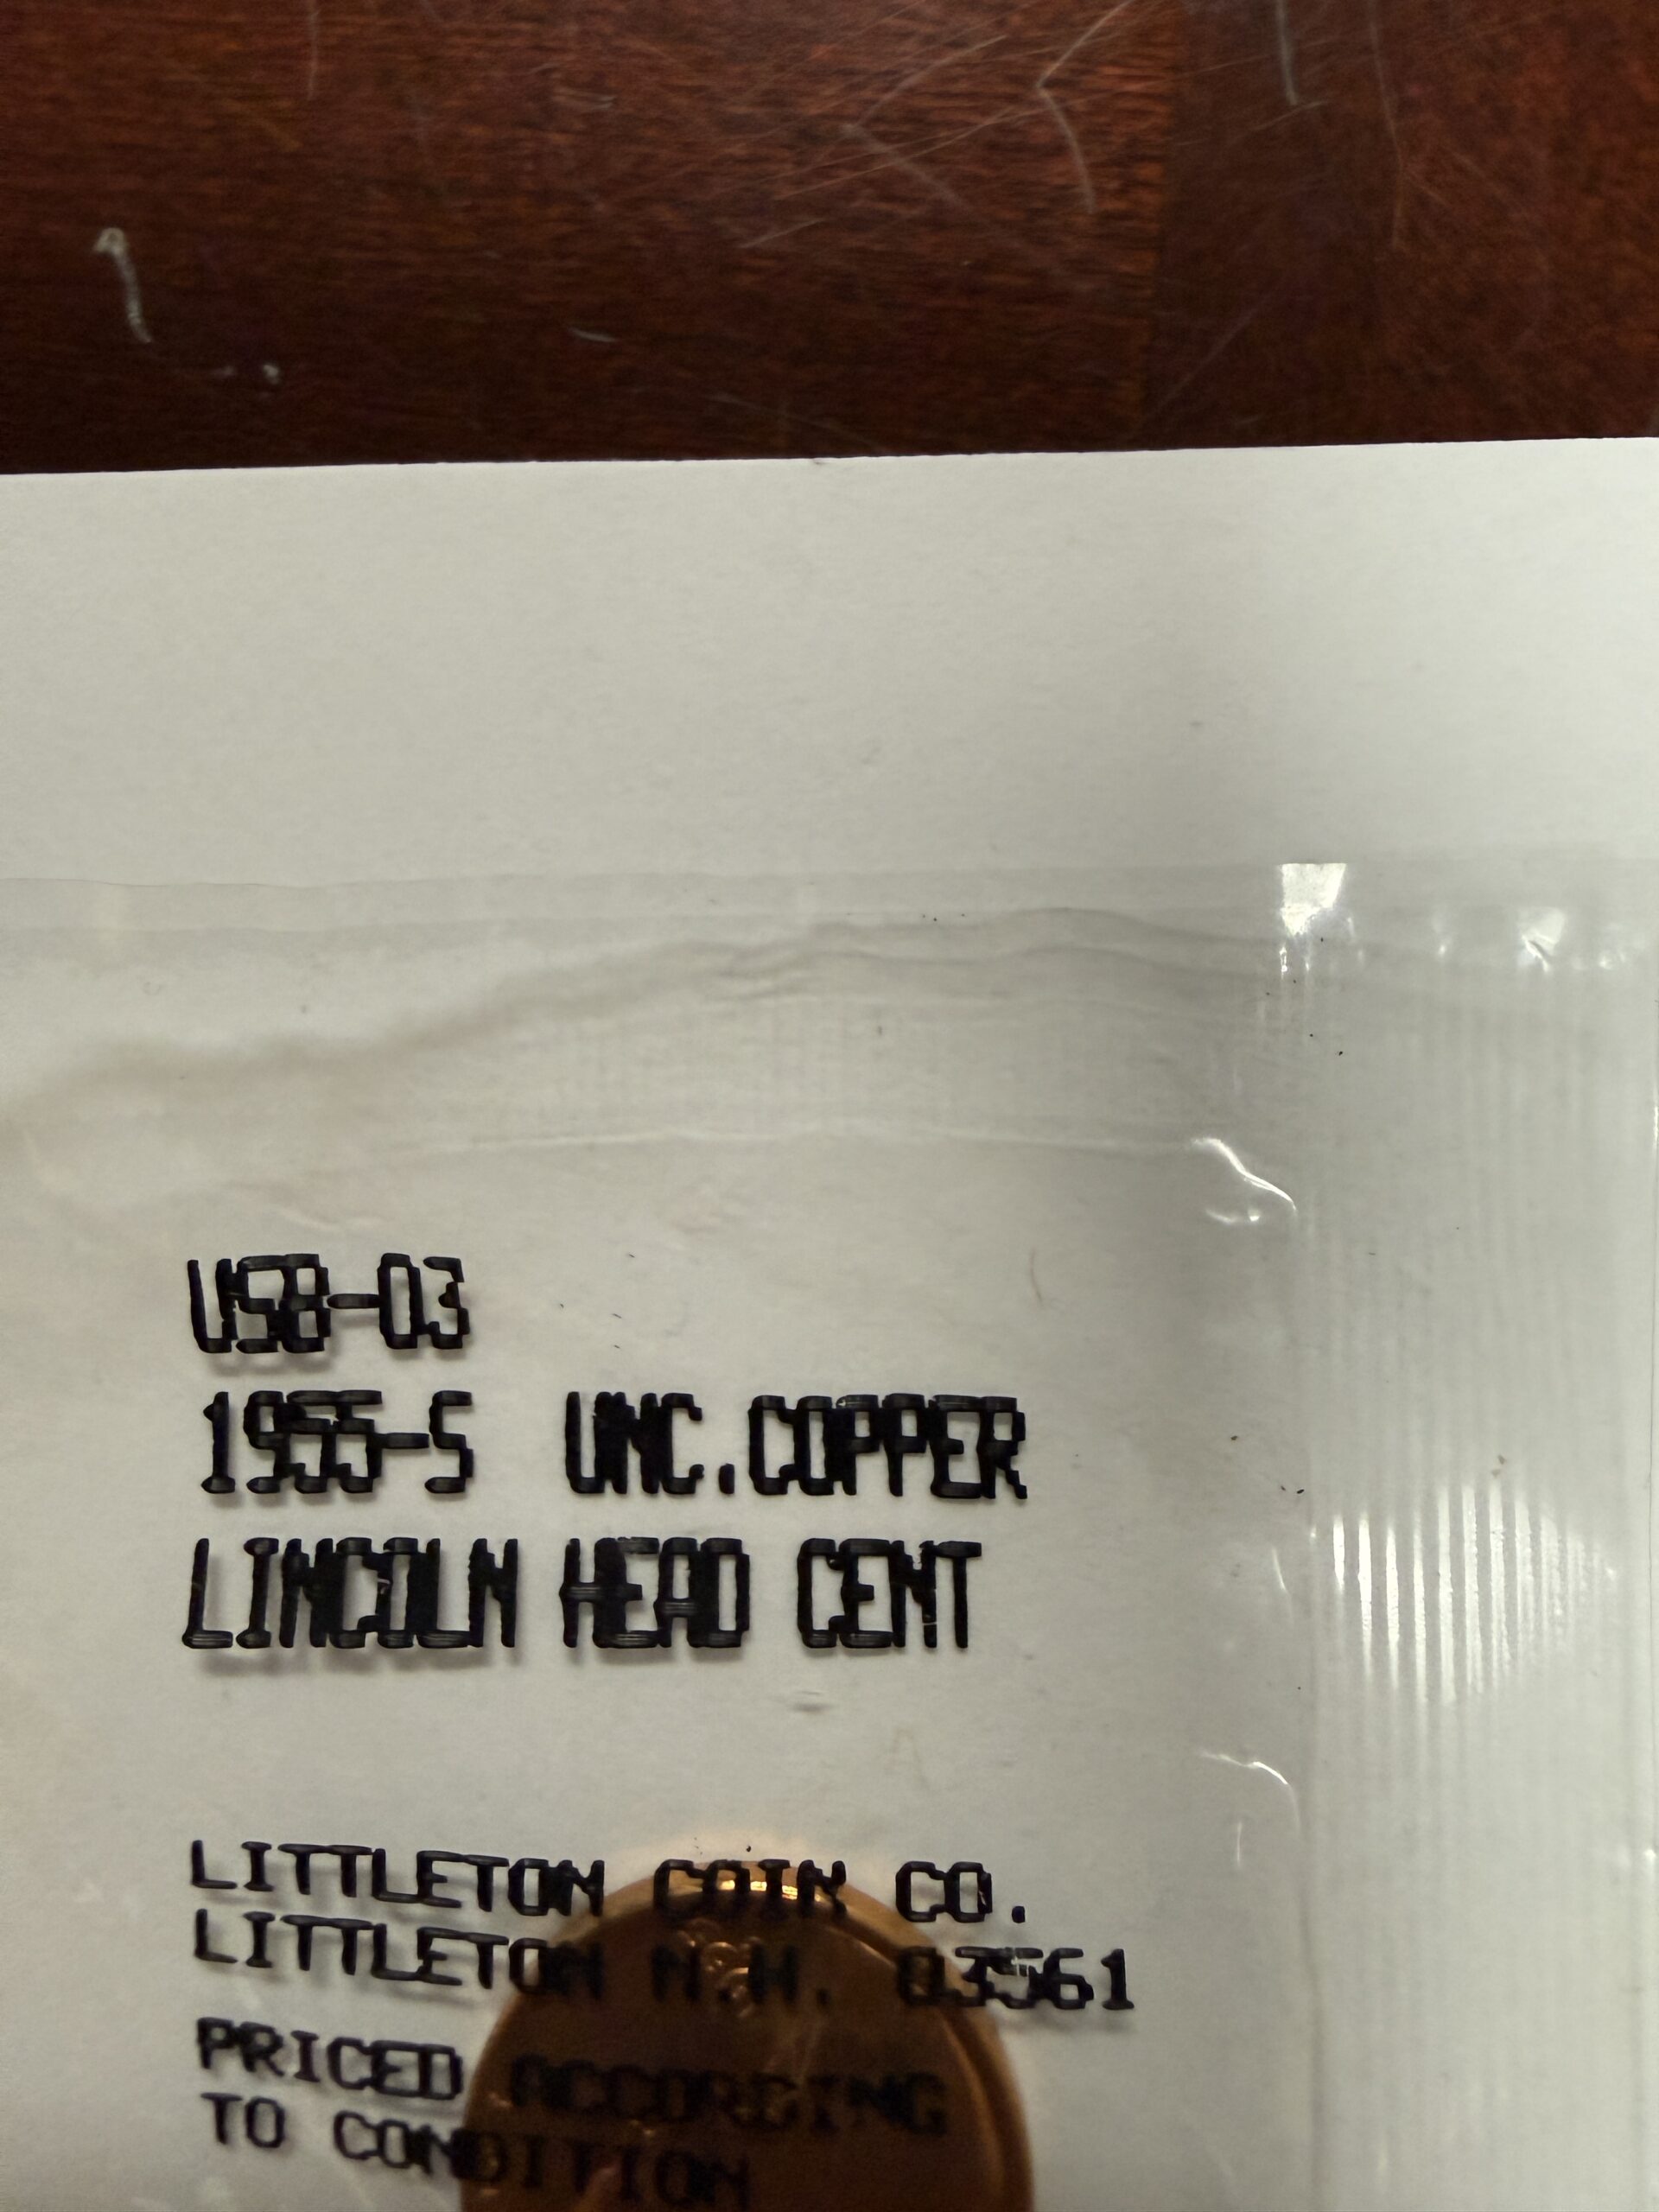 USB-03
1955-S UNC.COPPER
LINCOLN HEAD CENT
LITTLETON COIN CO.
LITTLETON N.H. 03561
PRICED ACCORDING
TO CONDITION